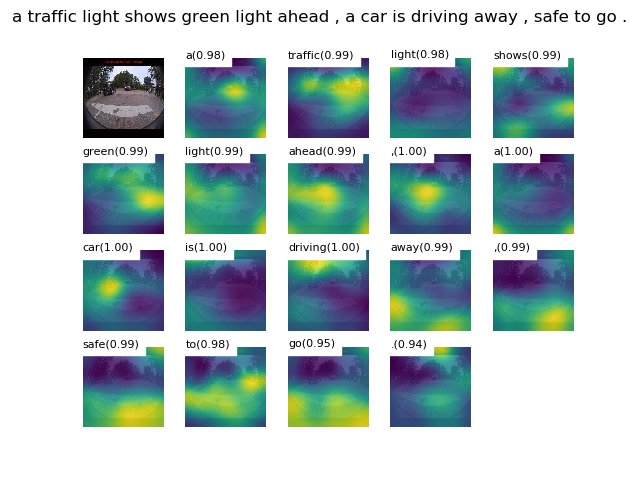 a traffic light shows green light ahead , a car is driving away , safe to go .
a(0.98) traffic(0.99) light(0.98) shows(0.99)
green(0.99) light(0.99) ahead(0.99) ,(1.00) a(1.00)
car(1.00) is(1.00) driving(1.00) away(0.99) ,(0.99)
safe(0.99) to(0.98) go(0.95) .(0.94)